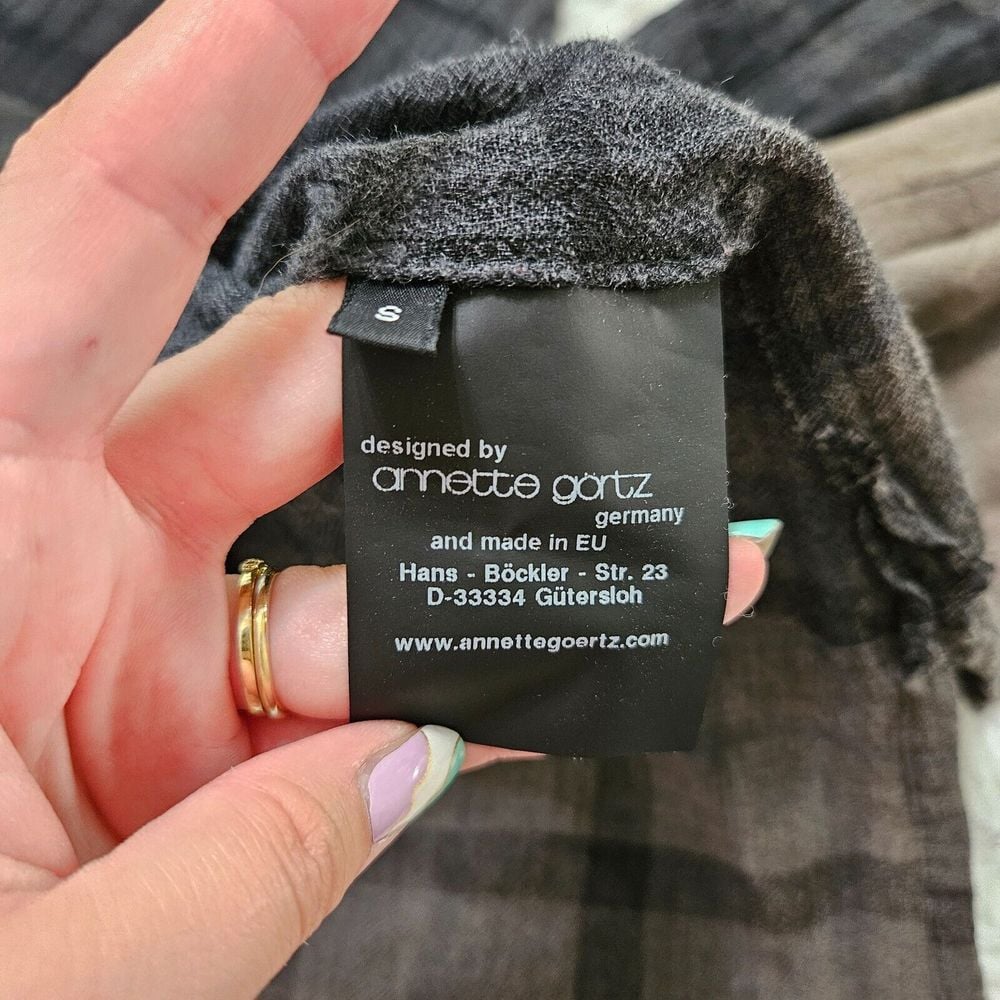 S
designed by
annette görtz
germany
and made in EU
Hans - Böckler - Str. 23
D-33334 Gütersloh
www.annettegoertz.com